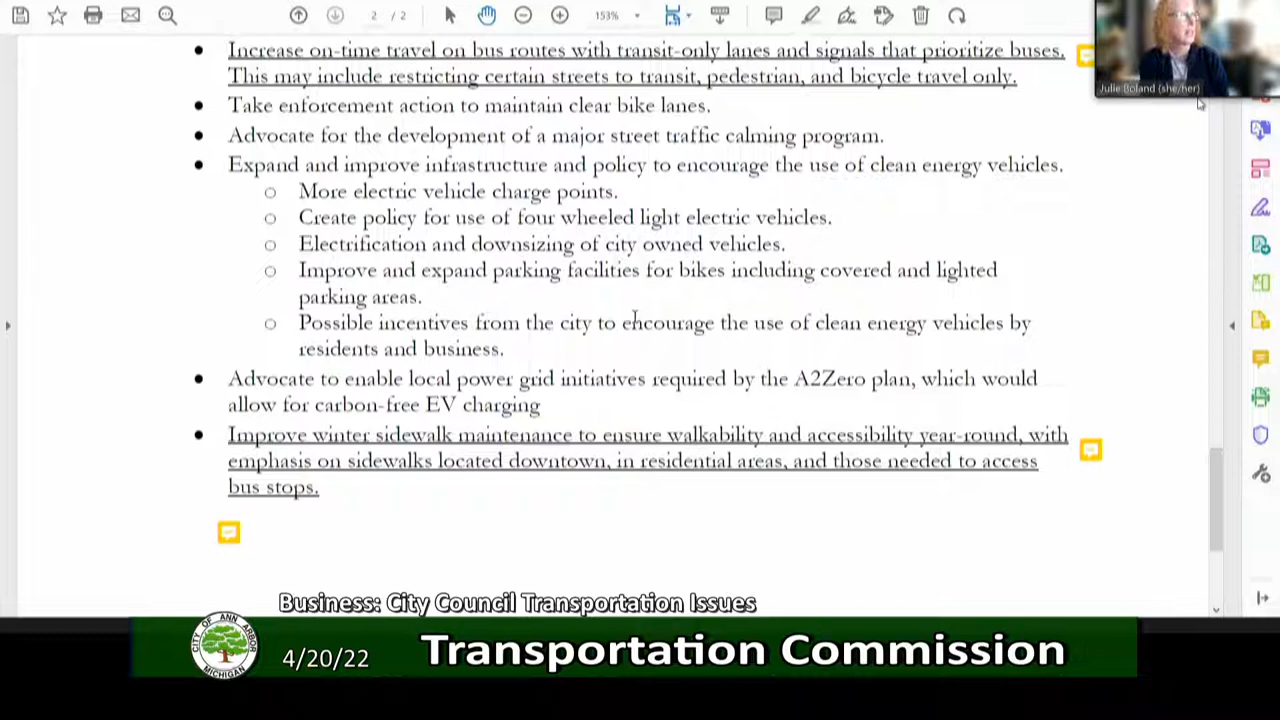 2 / 2
153%
Increase on-time travel on bus routes with transit-only lanes and signals that prioritize buses.
This may include restricting certain streets to transit, pedestrian, and bicycle travel only.
Julie Boland (she/her)
Take enforcement action to maintain clear bike lanes.
Advocate for the development of a major street traffic calming program.
Expand and improve infrastructure and policy to encourage the use of clean energy vehicles.
More electric vehicle charge points.
Create policy for use of four wheeled light electric vehicles.
Electrification and downsizing of city owned vehicles.
Improve and expand parking facilities for bikes including covered and lighted
parking areas.
Possible incentives from the city to encourage the use of clean energy vehicles by
residents and business.
Advocate to enable local power grid initiatives required by the A2Zero plan, which would
allow for carbon-free EV charging
Improve winter sidewalk maintenance to ensure walkability and accessibility year-round, with
emphasis on sidewalks located downtown, in residential areas, and those needed to access
bus stops.
Business: City Council Transportation Issues
CITY OF ANN ARBOR
MICHIGAN
4/20/22
Transportation Commission